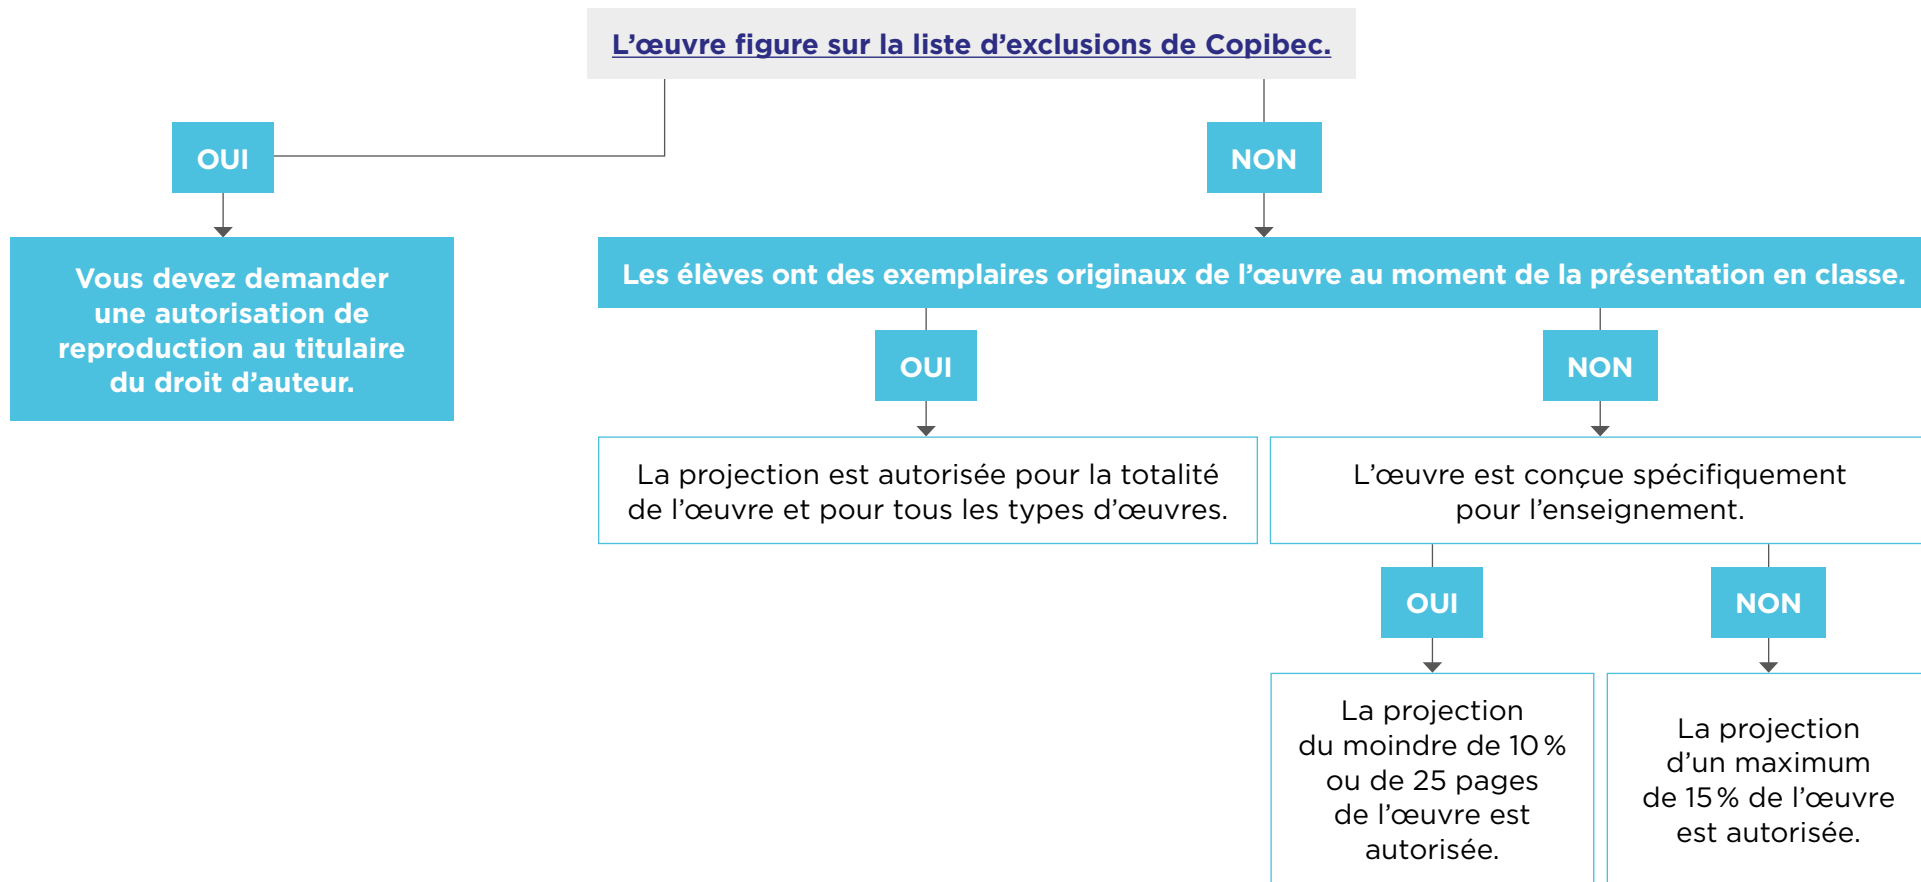 L’œuvre figure sur la liste d’exclusions de Copibec.
OUI
NON
Vous devez demander
une autorisation de
reproduction au titulaire
du droit d’auteur.
Les élèves ont des exemplaires originaux de l’œuvre au moment de la présentation en classe.
OUI
NON
La projection est autorisée pour la totalité
de l’œuvre et pour tous les types d’œuvres.
L’œuvre est conçue spécifiquement
pour l’enseignement.
OUI
NON
La projection
du moindre de 10 %
ou de 25 pages
de l’œuvre est
autorisée.
La projection
d’un maximum
de 15 % de l’œuvre
est autorisée.